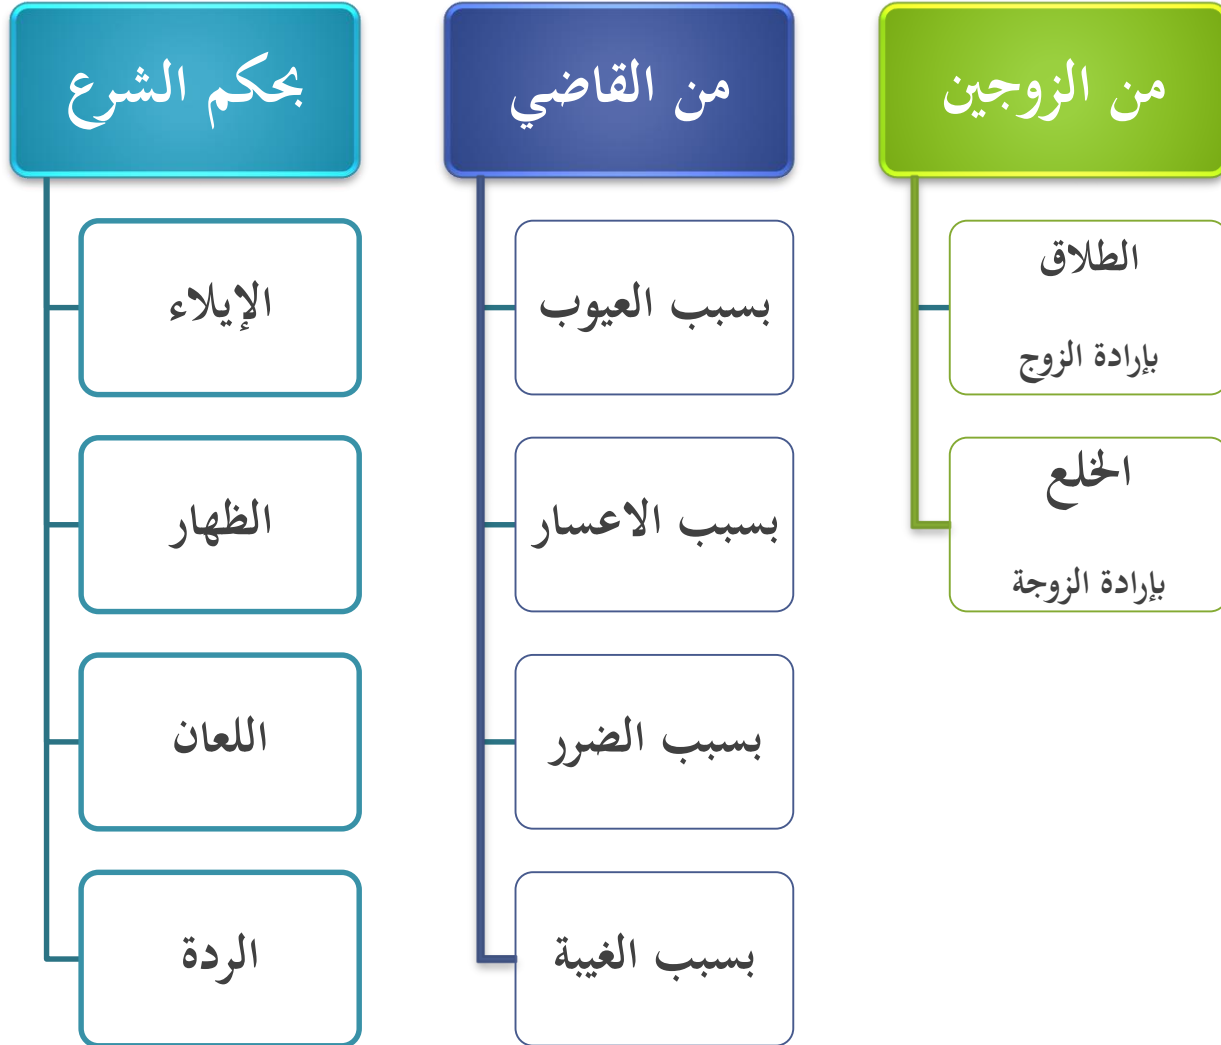 من الزوجين
الطلاق
بإرادة الزوج
الخلع
بإرادة الزوجة
من القاضي
بسبب العيوب
بسبب الاعسار
بسبب الضرر
بسبب الغيبة
بحكم الشرع
الإيلاء
الظهار
اللعان
الردة